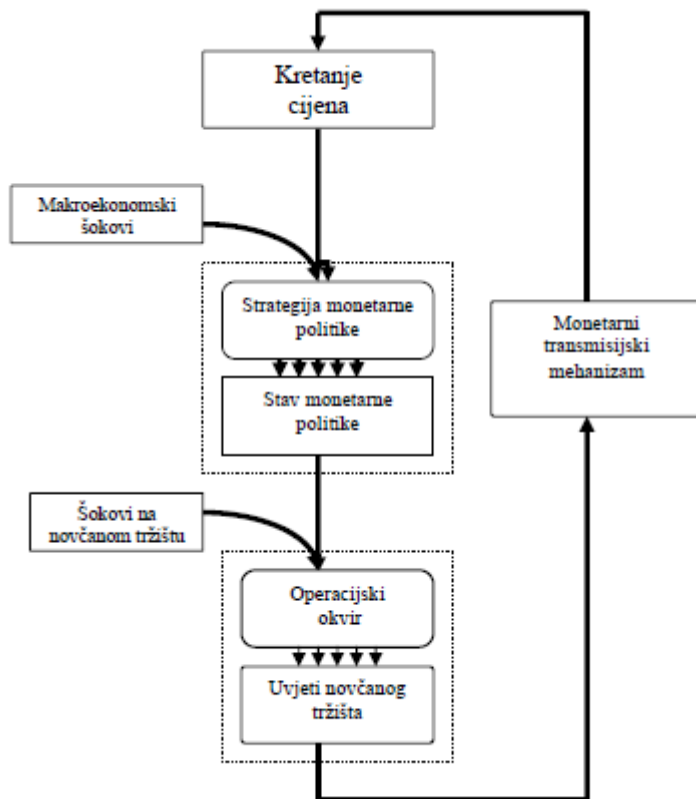 Kretanje
cijena
Makroekonomski
šokovi
Strategija monetarne
politike
Monetarni
transmisijski
mehanizam
Stav monetarne
politike
Šokovi na
novčanom tržištu
Operacijski
okvir
Uvjeti novčanog
tržišta